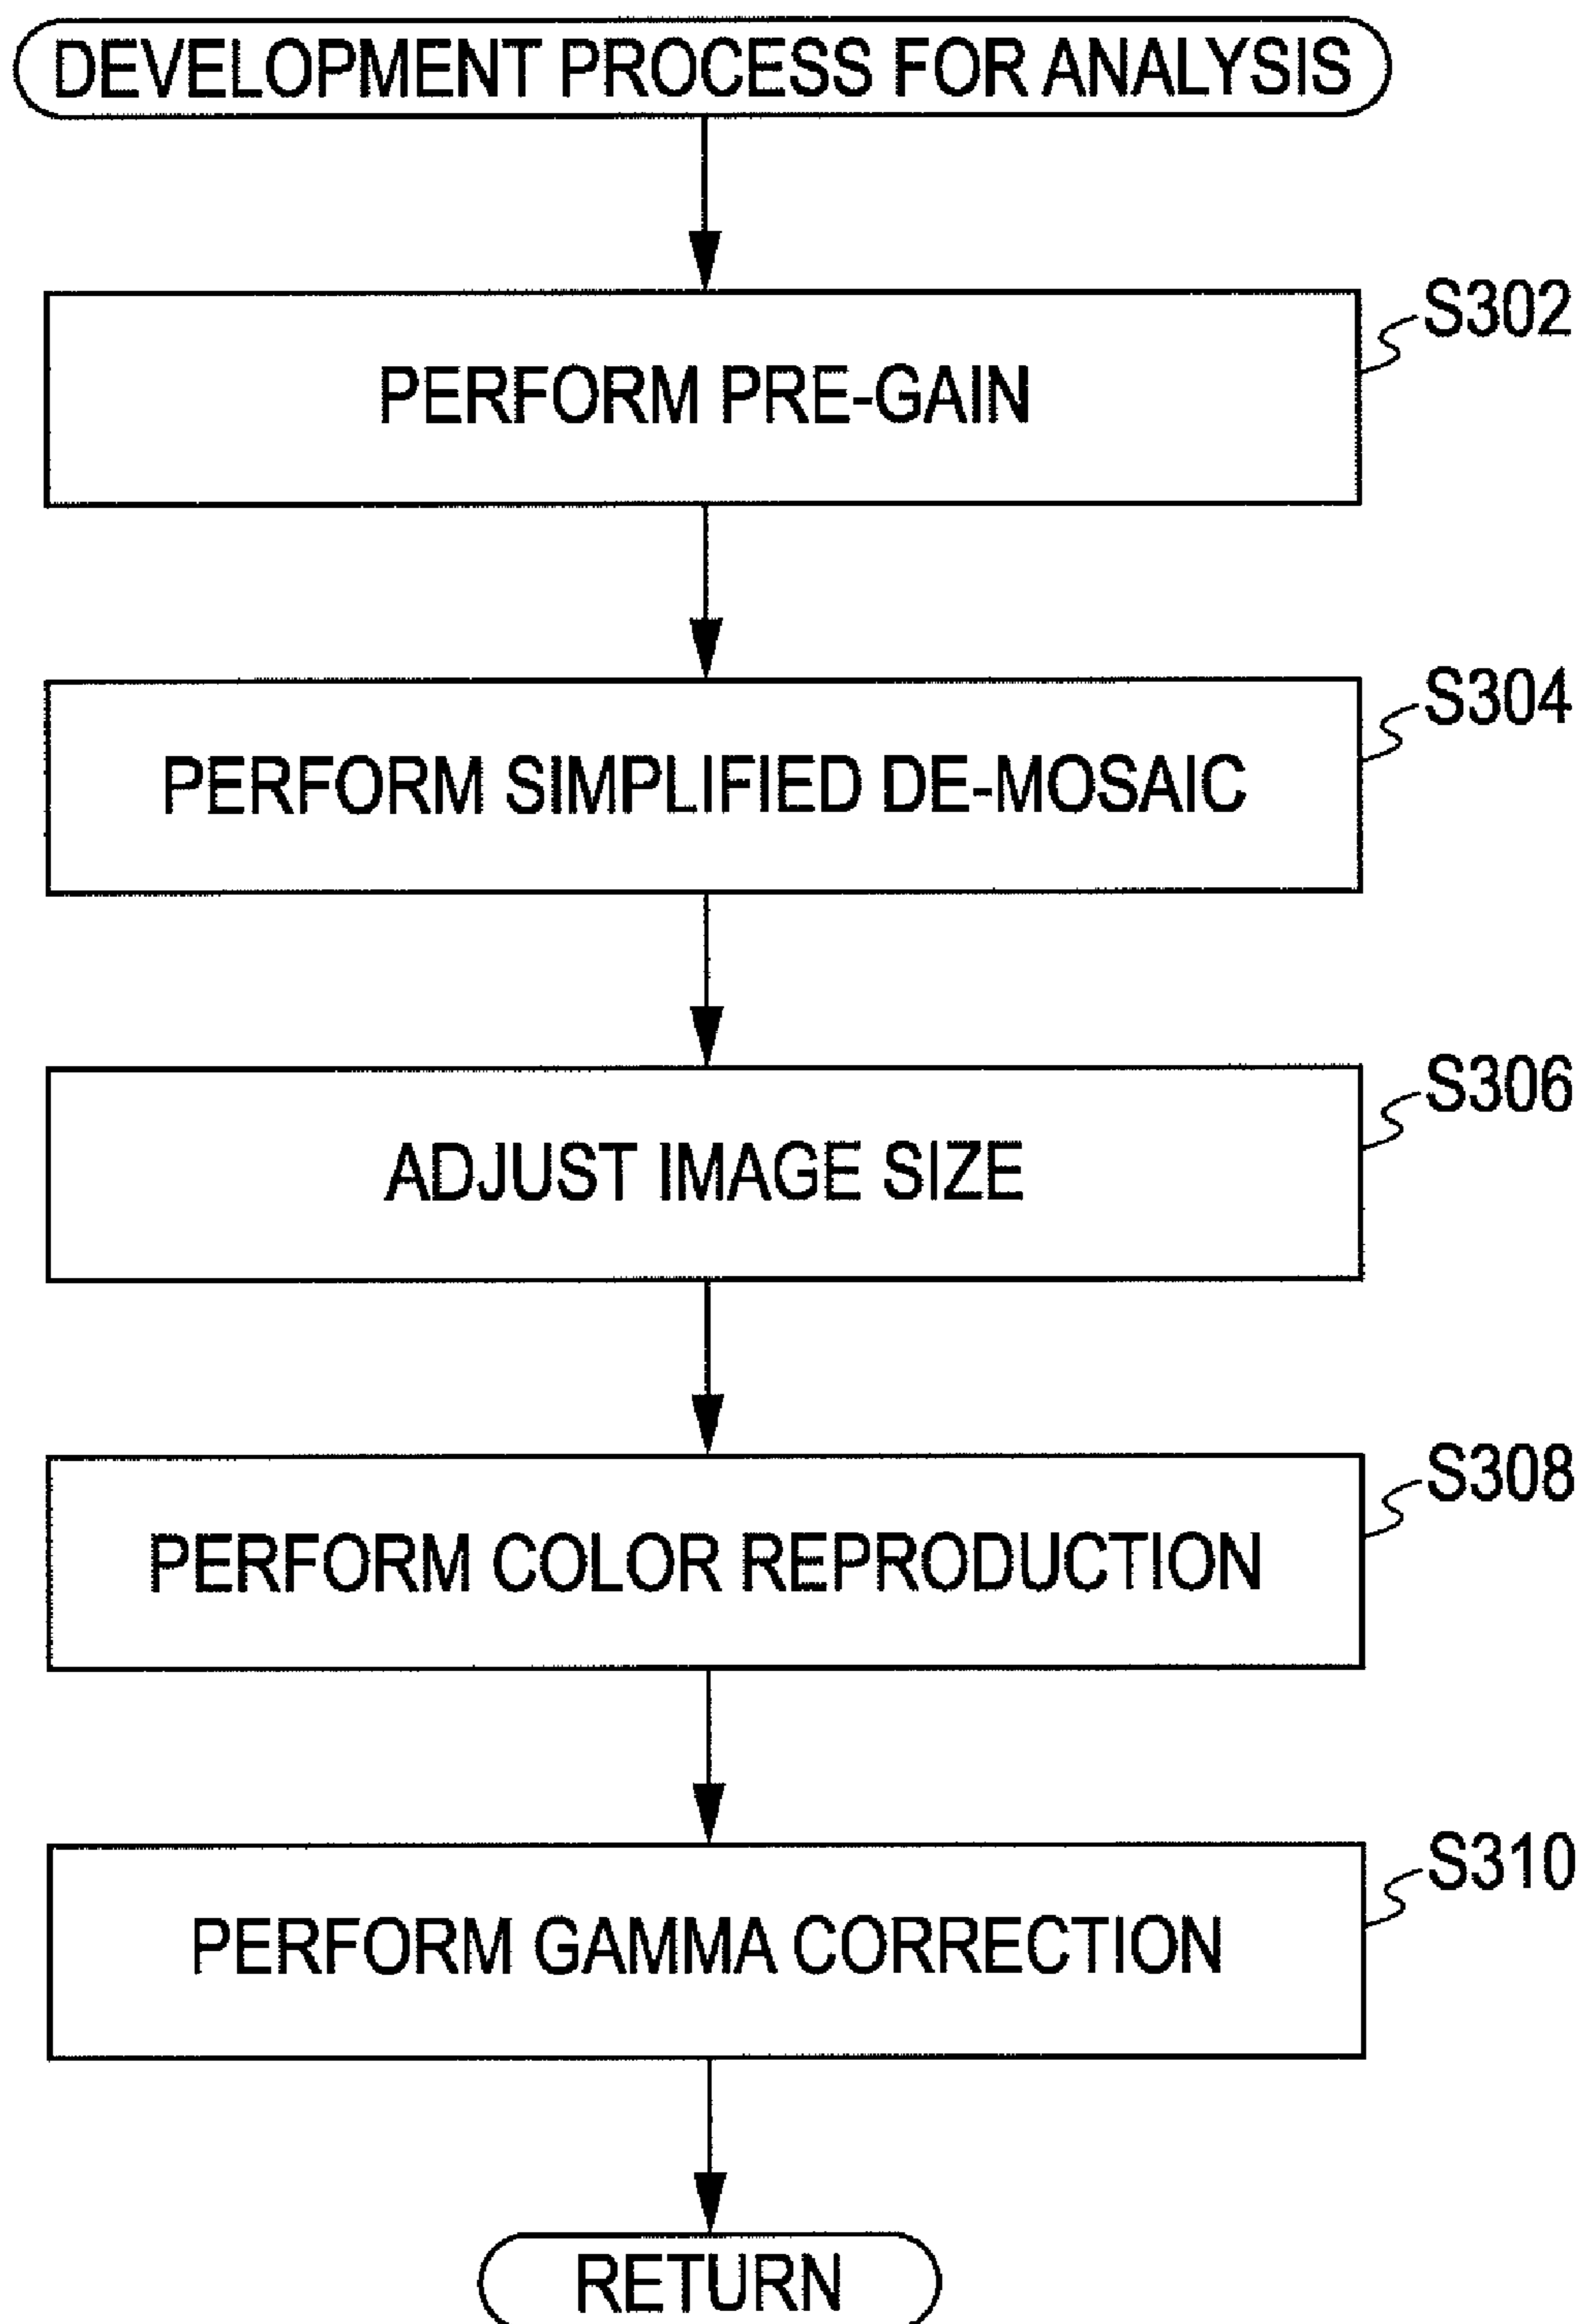 DEVELOPMENT PROCESS FOR ANALYSIS
S302
PERFORM PRE-GAIN
S304
PERFORM SIMPLIFIED DE-MOSAIC
S306
ADJUST IMAGE SIZE
S308
PERFORM COLOR REPRODUCTION
S310
PERFORM GAMMA CORRECTION
RETURN